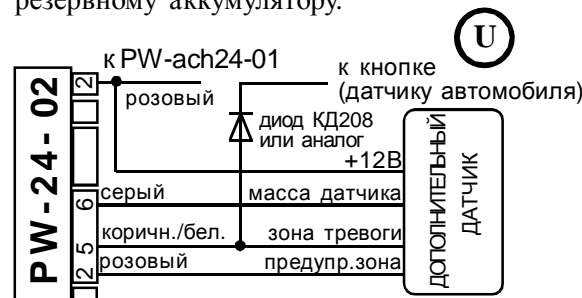 резервному аккумулятору.
U
к PW-ach24-01
к кнопке
(датчику автомобиля)
2
розовый
диод КД208
или аналог
+12В
PW-24-02
6
серый
масса датчика
5
коричн./бел.
зона тревоги
2
розовый
предупр.зона
ДОПОЛНИТЕЛЬНЫЙ
ДАТЧИК